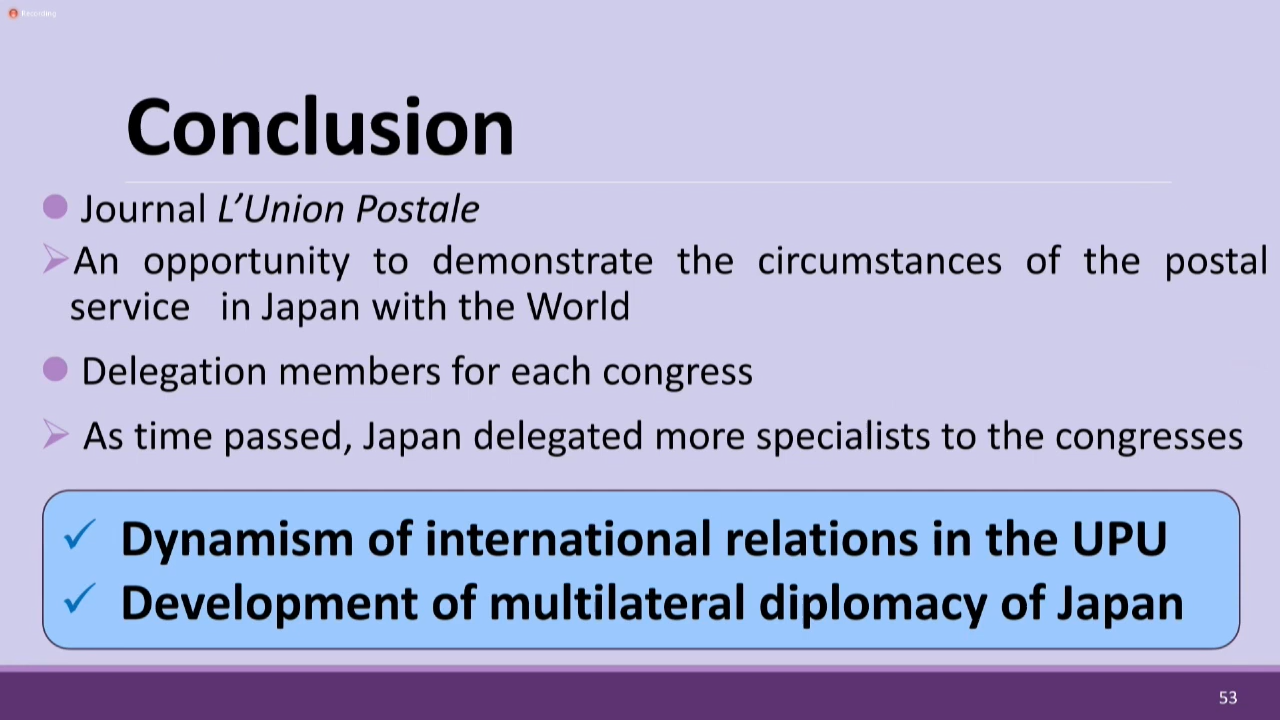 Recording
Conclusion
Journal L’Union Postale
An opportunity to demonstrate the circumstances of the postal
service in Japan with the World
Delegation members for each congress
As time passed, Japan delegated more specialists to the congresses
Dynamism of international relations in the UPU
Development of multilateral diplomacy of Japan
53